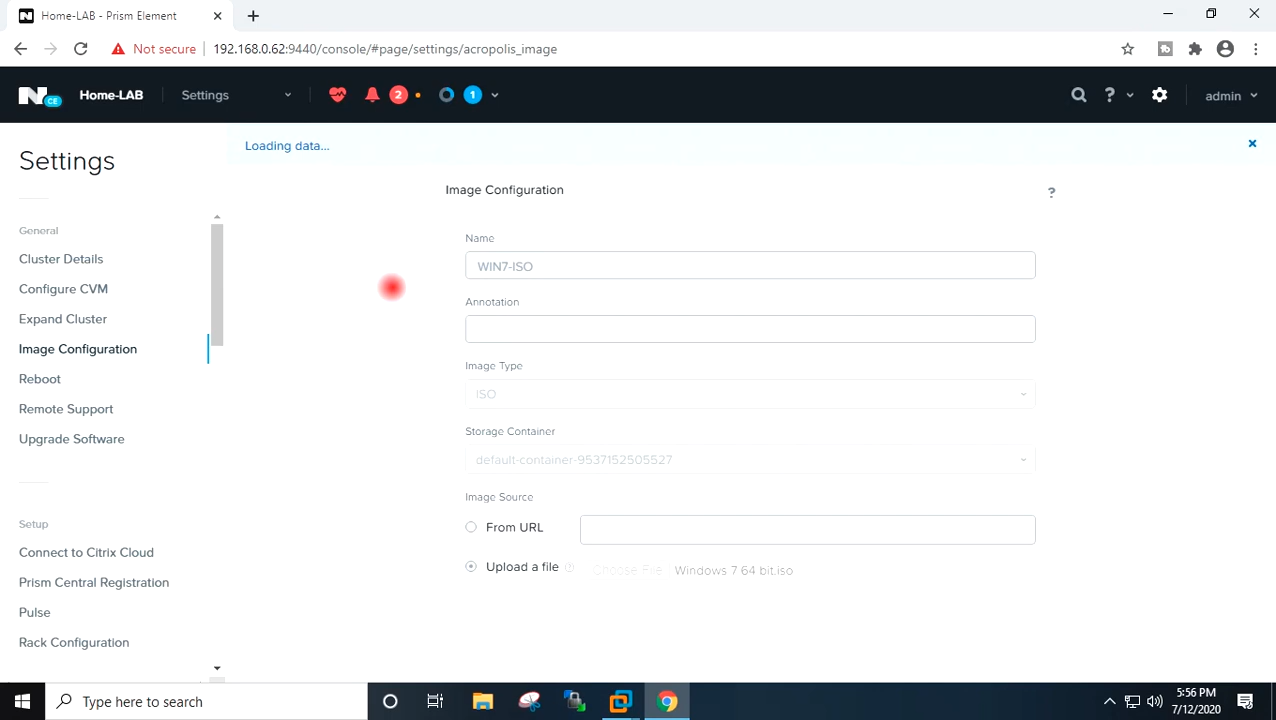 Home-LAB - Prism Element
Not secure
192.168.0.62:9440/console/#page/settings/acropolis_image
N CE
Home-LAB
Settings
2
1
?
admin
Settings
Loading data...
General
Cluster Details
Configure CVM
Expand Cluster
Image Configuration
Reboot
Remote Support
Upgrade Software
Setup
Connect to Citrix Cloud
Prism Central Registration
Pulse
Rack Configuration
Image Configuration
?
Name
WIN7-ISO
Annotation
Image Type
ISO
Storage Container
default-container-9537152505527
Image Source
From URL
Upload a file
Choose File
Windows 7 64 bit.iso
Type here to search
5:56 PM
7/12/2020